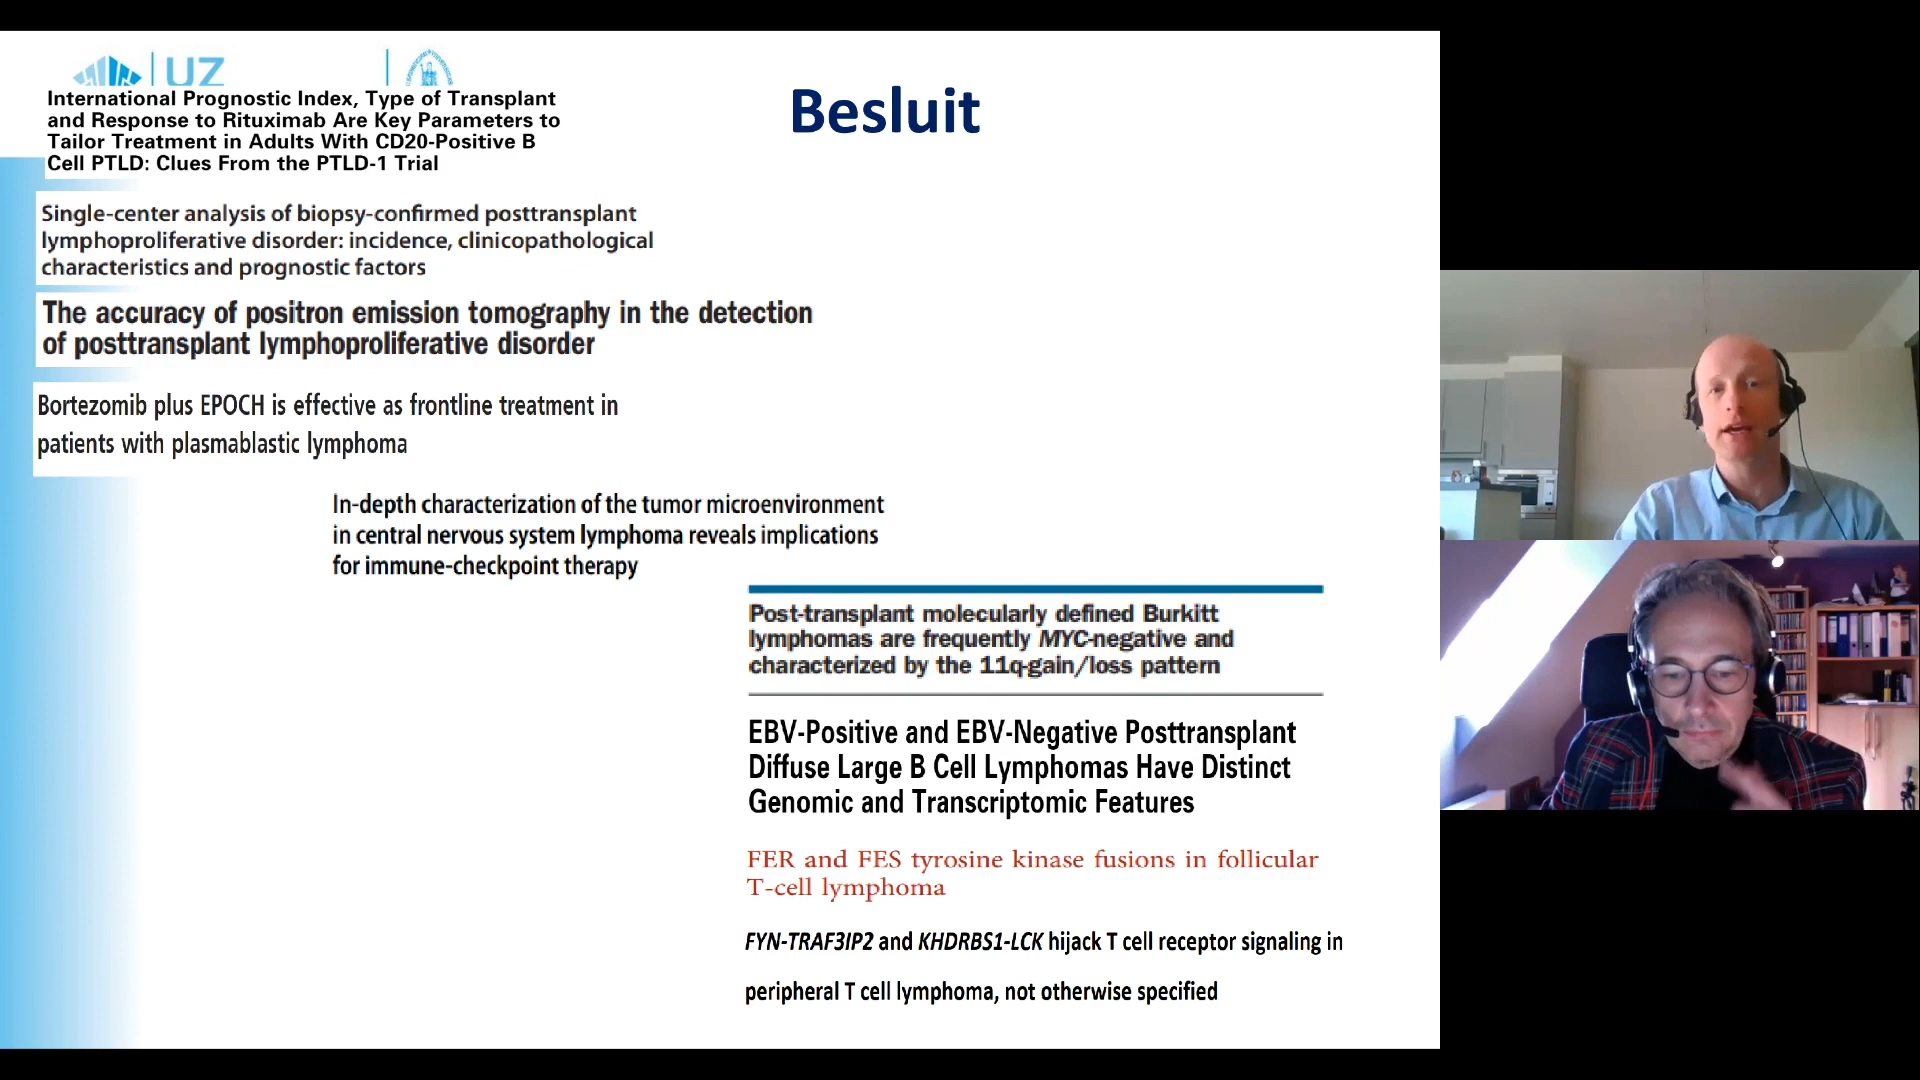 UZ
Besluit
International Prognostic Index, Type of Transplant
and Response to Rituximab Are Key Parameters to
Tailor Treatment in Adults With CD20-Positive B
Cell PTLD: Clues From the PTLD-1 Trial
Single-center analysis of biopsy-confirmed posttransplant
lymphoproliferative disorder: incidence, clinicopathological
characteristics and prognostic factors
The accuracy of positron emission tomography in the detection
of posttransplant lymphoproliferative disorder
Bortezomib plus EPOCH is effective as frontline treatment in
patients with plasmablastic lymphoma
In-depth characterization of the tumor microenvironment
in central nervous system lymphoma reveals implications
for immune-checkpoint therapy
Post-transplant molecularly defined Burkitt
lymphomas are frequently MYC-negative and
characterized by the 11q-gain/loss pattern
EBV-Positive and EBV-Negative Posttransplant
Diffuse Large B Cell Lymphomas Have Distinct
Genomic and Transcriptomic Features
FER and FES tyrosine kinase fusions in follicular
T-cell lymphoma
FYN-TRAF3IP2 and KHDRBS1-LCK hijack T cell receptor signaling in
peripheral T cell lymphoma, not otherwise specified